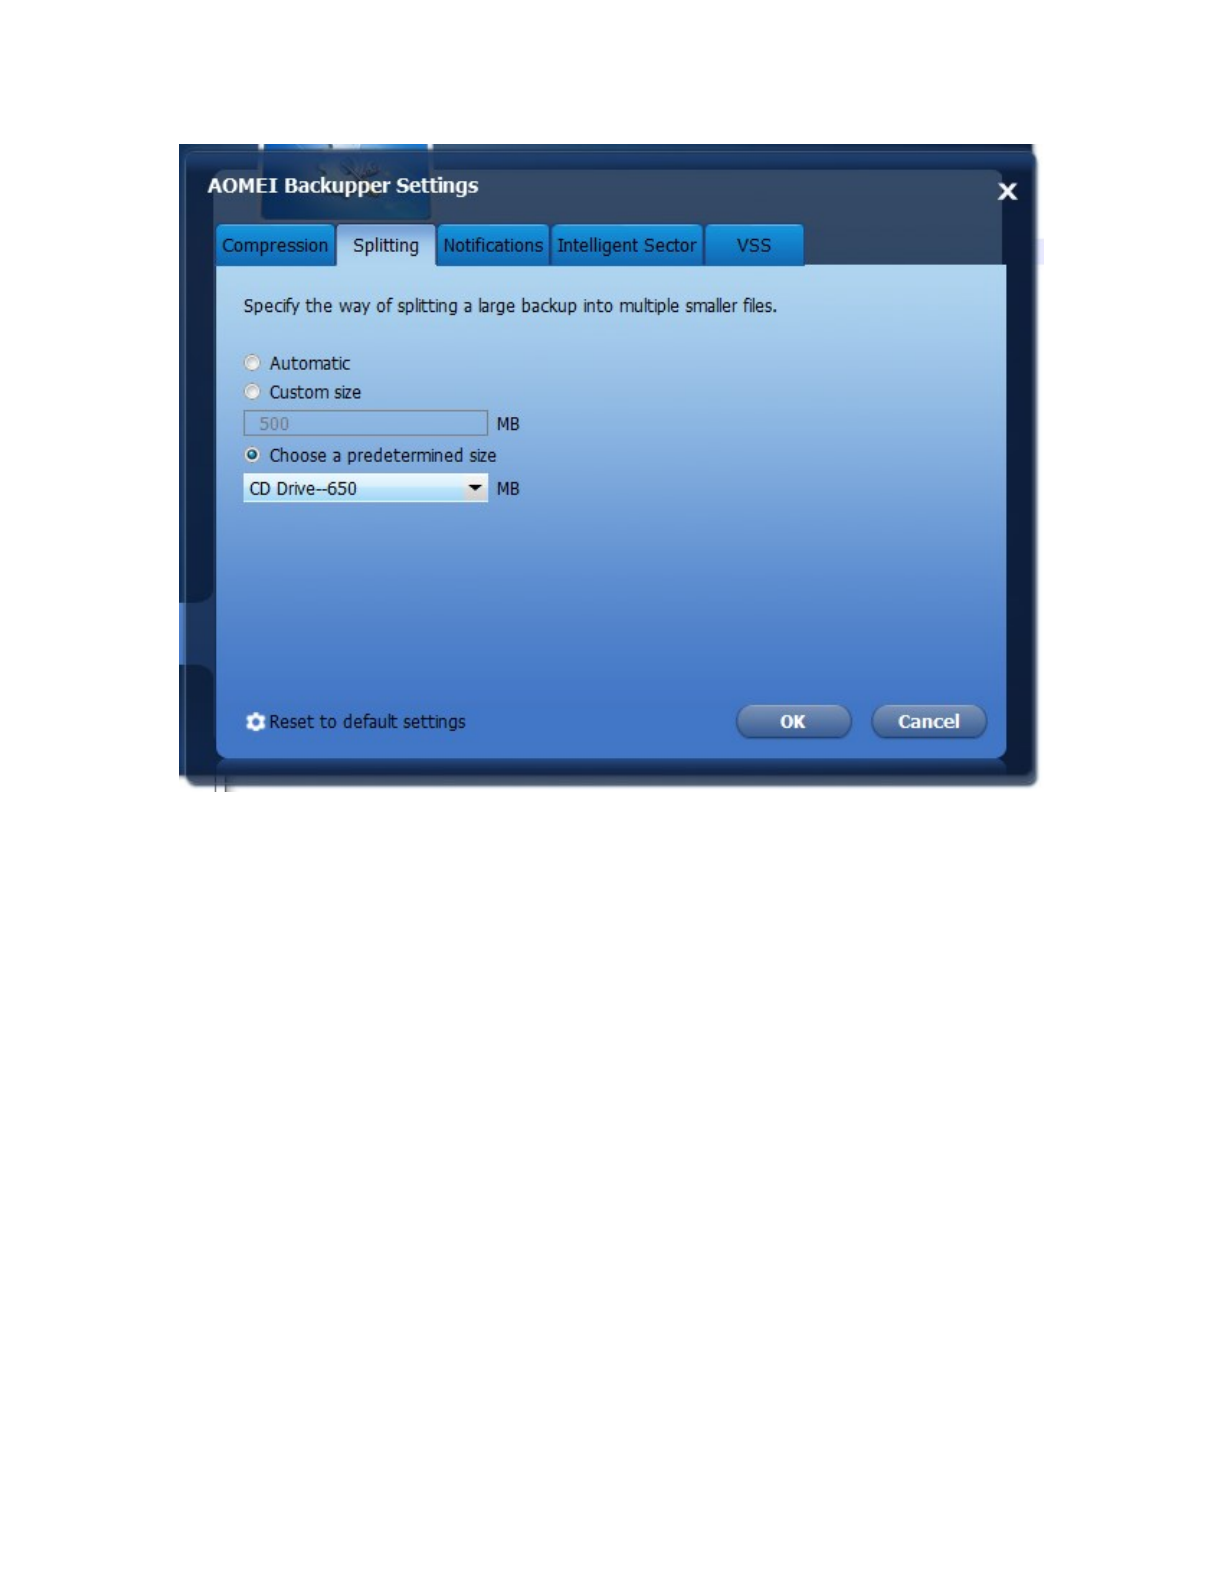 AOMEI Backupper Settings
X
Compression Splitting Notifications Intelligent Sector VSS
Specify the way of splitting a large backup into multiple smaller files.
Automatic
Custom size
500 MB
Choose a predetermined size
CD Drive--650 MB
Reset to default settings OK Cancel